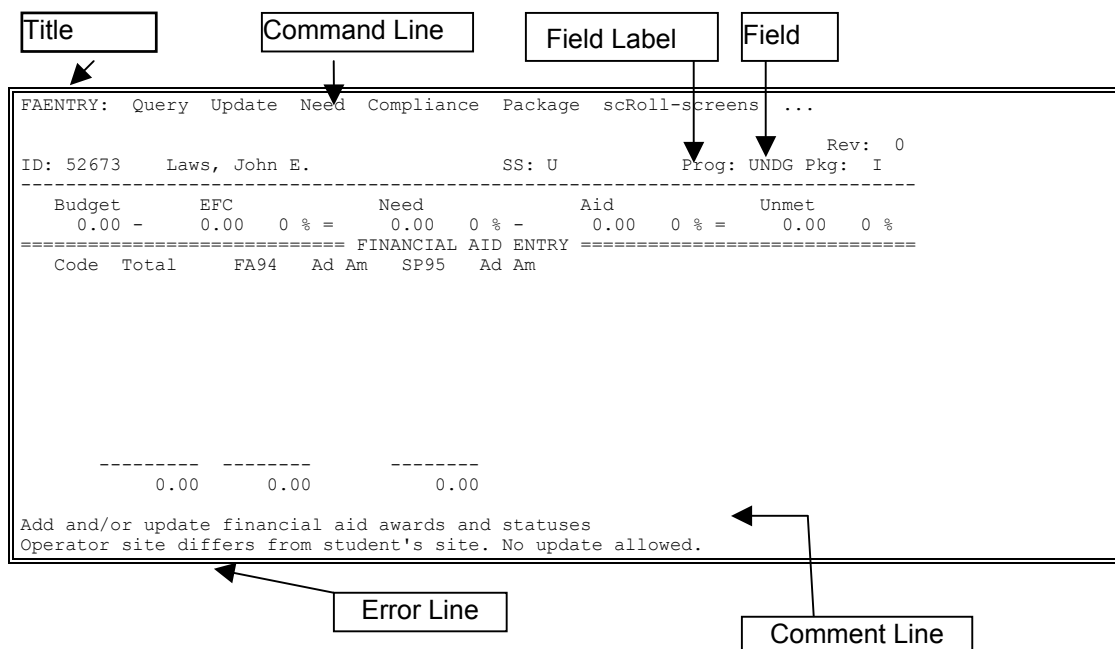 Title Command Line Field Label Field
FAENTRY: Query Update Need Compliance Package scRoll-screens ...
Rev: 0
ID: 52673 Laws, John E. SS: U Prog: UNDG Pkg: I
--------------------------------------------------------------------------------
Budget EFC Need Aid Unmet
0.00 - 0.00 0 % = 0.00 0 % - 0.00 0 % = 0.00 0 %
============================= FINANCIAL AID ENTRY ==============================
Code Total FA94 Ad Am SP95 Ad Am
--------- -------- --------
0.00 0.00 0.00
Add and/or update financial aid awards and statuses
Operator site differs from student's site. No update allowed.
Error Line
Comment Line